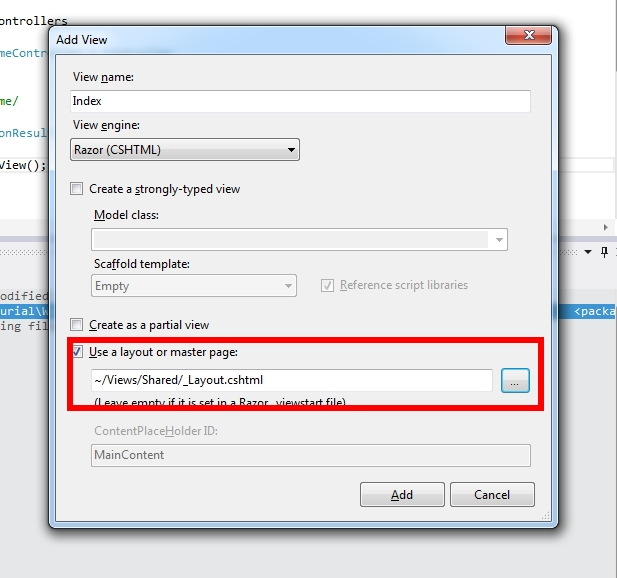 ontrollers
Add View
View name:
meContr
Index
me/
View engine:
onResul
Razor (CSHTML)
View();
Create a strongly-typed view
Model class:
Scaffold template:
Empty
Reference script libraries
odified
urial\W
<packa
ing fil
Create as a partial view
Use a layout or master page:
~/Views/Shared/_Layout.cshtml
...
(Leave empty if it is set in a Razor _viewstart file)
ContentPlaceHolder ID:
MainContent
Add
Cancel